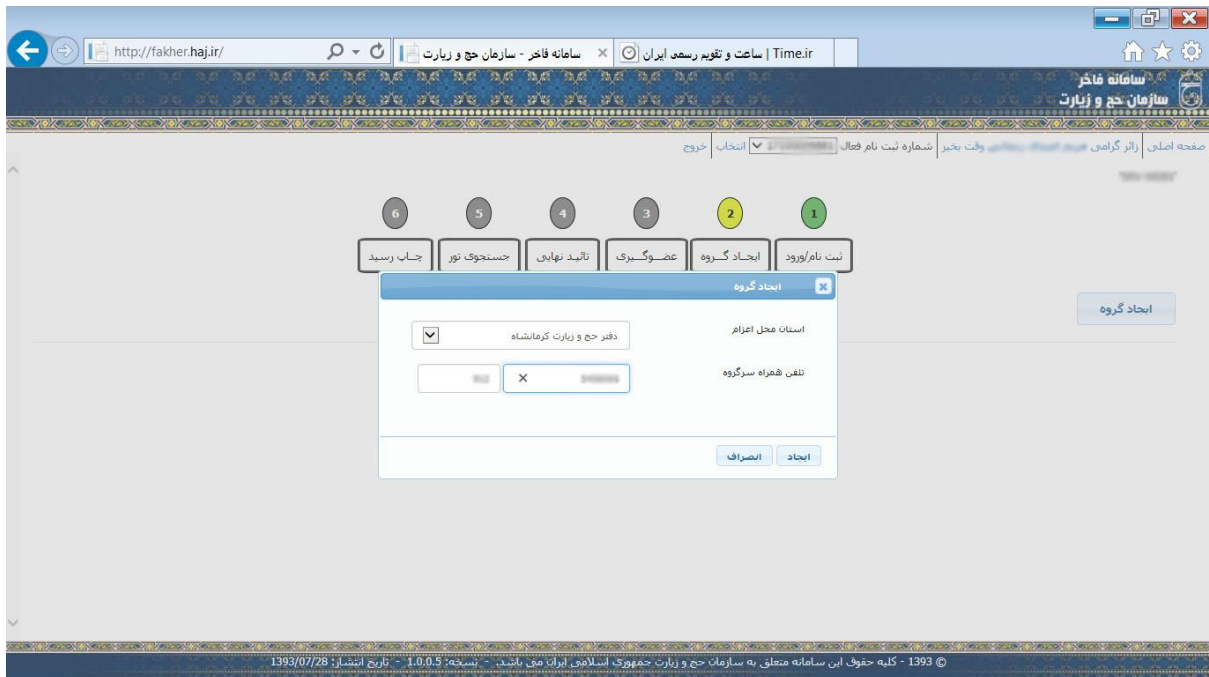 http://fakher.haj.ir/
سامانه فاخر - سازمان حج و زیارت
Time.ir | ساعت و تقویم رسمی ایران
سامانه فاخر
سازمان حج و زیارت
صفحه اصلی | زائر گرامی وقت بخیر | شماره ثبت نام فعال انتخاب | خروج
1 2 3 4 5 6
ثبت نام/ورود ایجـاد گــروه عضــوگــیری تائید نهایی جستجوی تور چــاپ رسید
ایجاد گروه
ایجاد گروه
استان محل اعزام
دفتر حج و زیارت کرمانشاه
تلفن همراه سرگروه
ایجاد انصراف
© 1393 - کلیه حقوق این سامانه متعلق به سازمان حج و زیارت جمهوری اسلامی ایران می باشد. - نسخه: 1.0.0.5 - تاریخ انتشار: 1393/07/28